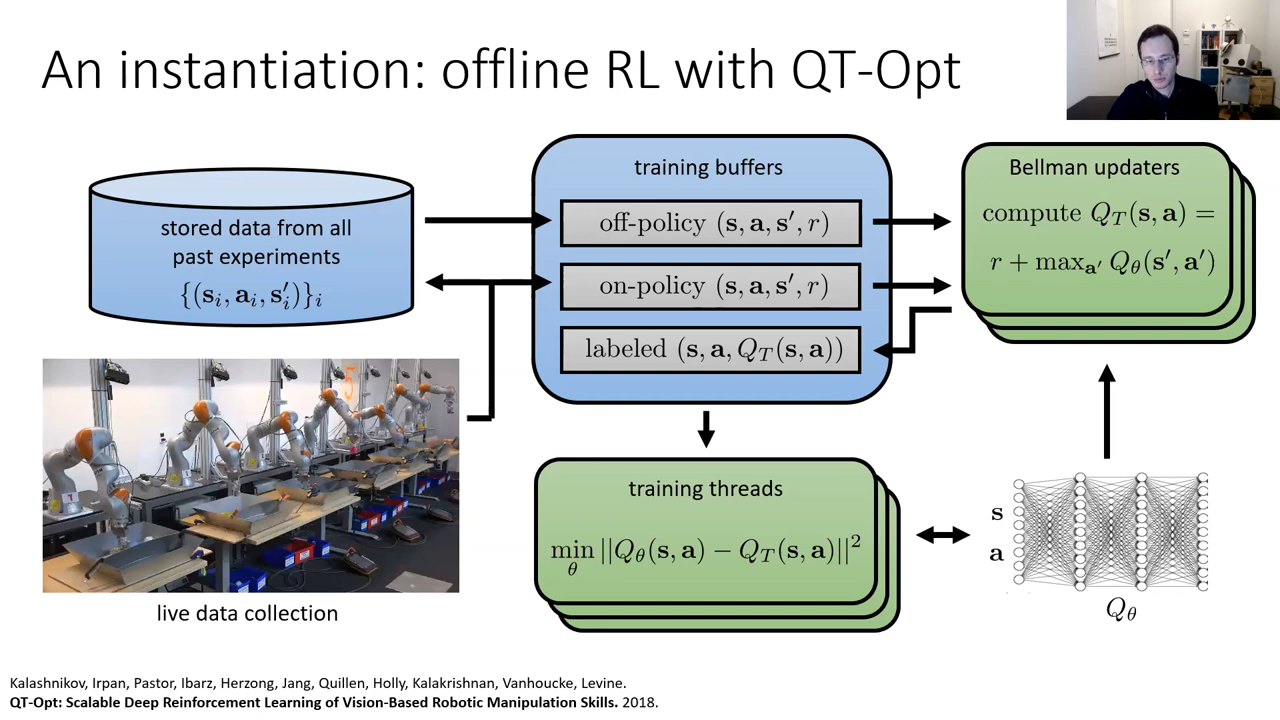 An instantiation: offline RL with QT-Opt
stored data from all
past experiments
{(s_i, a_i, s′_i)}_i
live data collection
training buffers
off-policy (s, a, s′, r)
on-policy (s, a, s′, r)
labeled (s, a, Q_T(s, a))
Bellman updaters
compute Q_T(s, a) =
r + max_a′ Q_θ(s′, a′)
training threads
min_θ ||Q_θ(s, a) − Q_T(s, a)||²
s
a
Q_θ
5
1
Kalashnikov, Irpan, Pastor, Ibarz, Herzong, Jang, Quillen, Holly, Kalakrishnan, Vanhoucke, Levine.
QT-Opt: Scalable Deep Reinforcement Learning of Vision-Based Robotic Manipulation Skills. 2018.